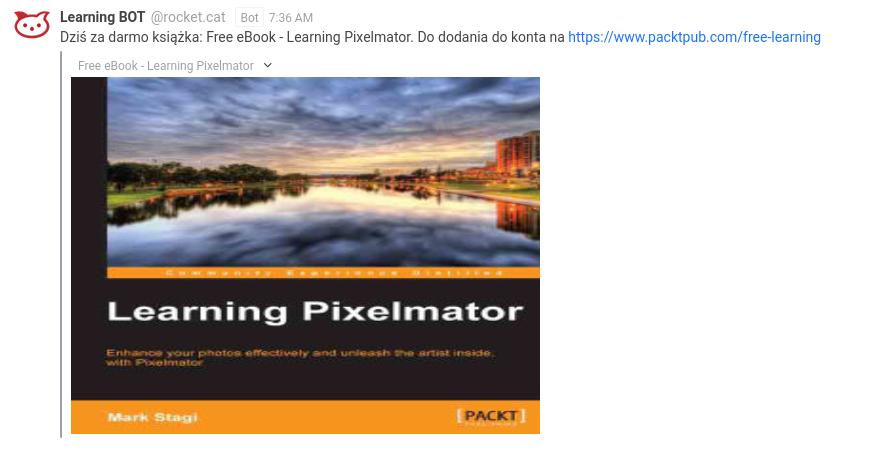 Learning BOT @rocket.cat Bot 7:36 AM
Dziś za darmo książka: Free eBook - Learning Pixelmator. Do dodania do konta na https://www.packtpub.com/free-learning
Free eBook - Learning Pixelmator
Community Experience Distilled
Learning Pixelmator
Enhance your photos effectively and unleash the artist inside,
with Pixelmator
Mark Stagi
[PACKT]